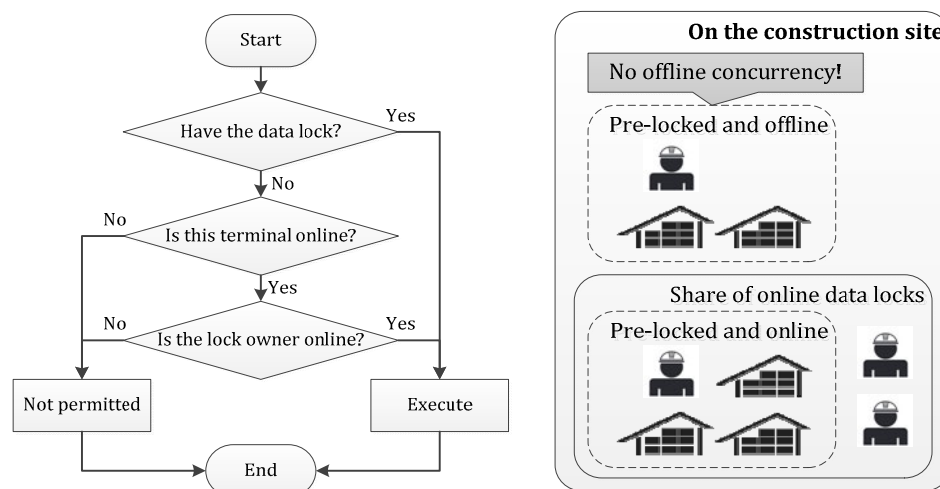 Start
Have the data lock?
Yes
No
Is this terminal online?
No
Yes
Is the lock owner online?
No
Yes
Not permitted
Execute
End
On the construction site
No offline concurrency!
Pre-locked and offline
Share of online data locks
Pre-locked and online